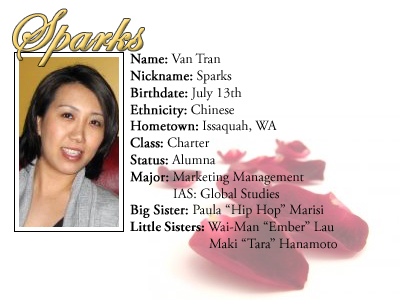 Sparks
Name: Van Tran
Nickname: Sparks
Birthdate: July 13th
Ethnicity: Chinese
Hometown: Issaquah, WA
Class: Charter
Status: Alumna
Major: Marketing Management
IAS: Global Studies
Big Sister: Paula “Hip Hop” Marisi
Little Sisters: Wai-Man “Ember” Lau
Maki “Tara” Hanamoto